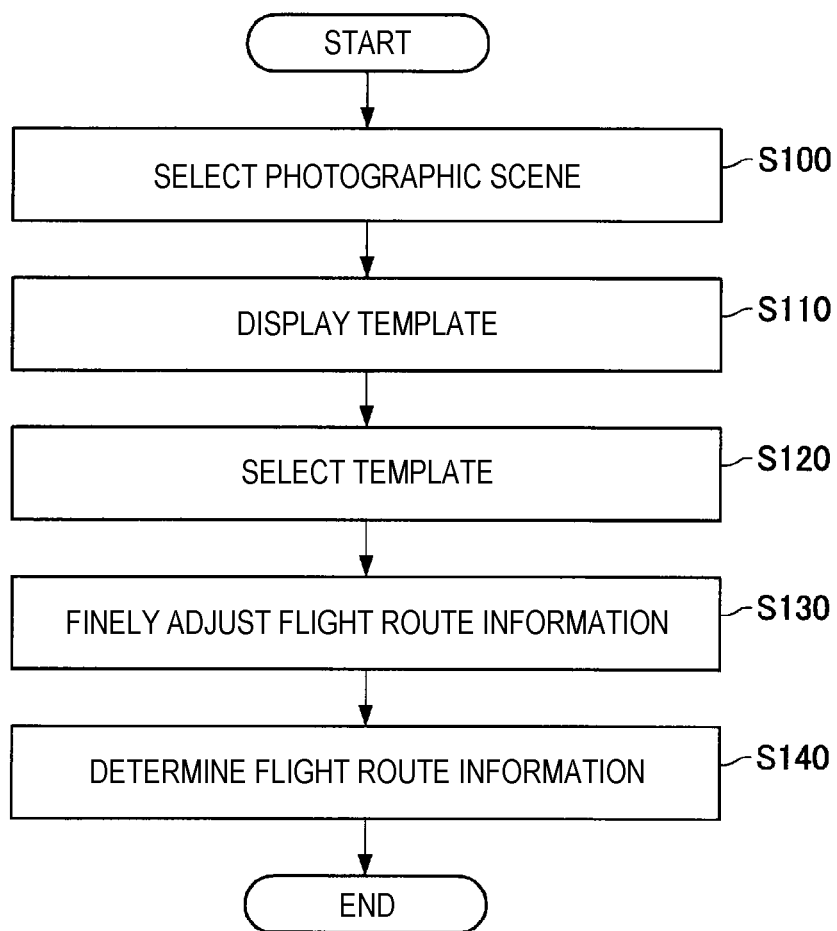 START
SELECT PHOTOGRAPHIC SCENE
S100
DISPLAY TEMPLATE
S110
SELECT TEMPLATE
S120
FINELY ADJUST FLIGHT ROUTE INFORMATION
S130
DETERMINE FLIGHT ROUTE INFORMATION
S140
END